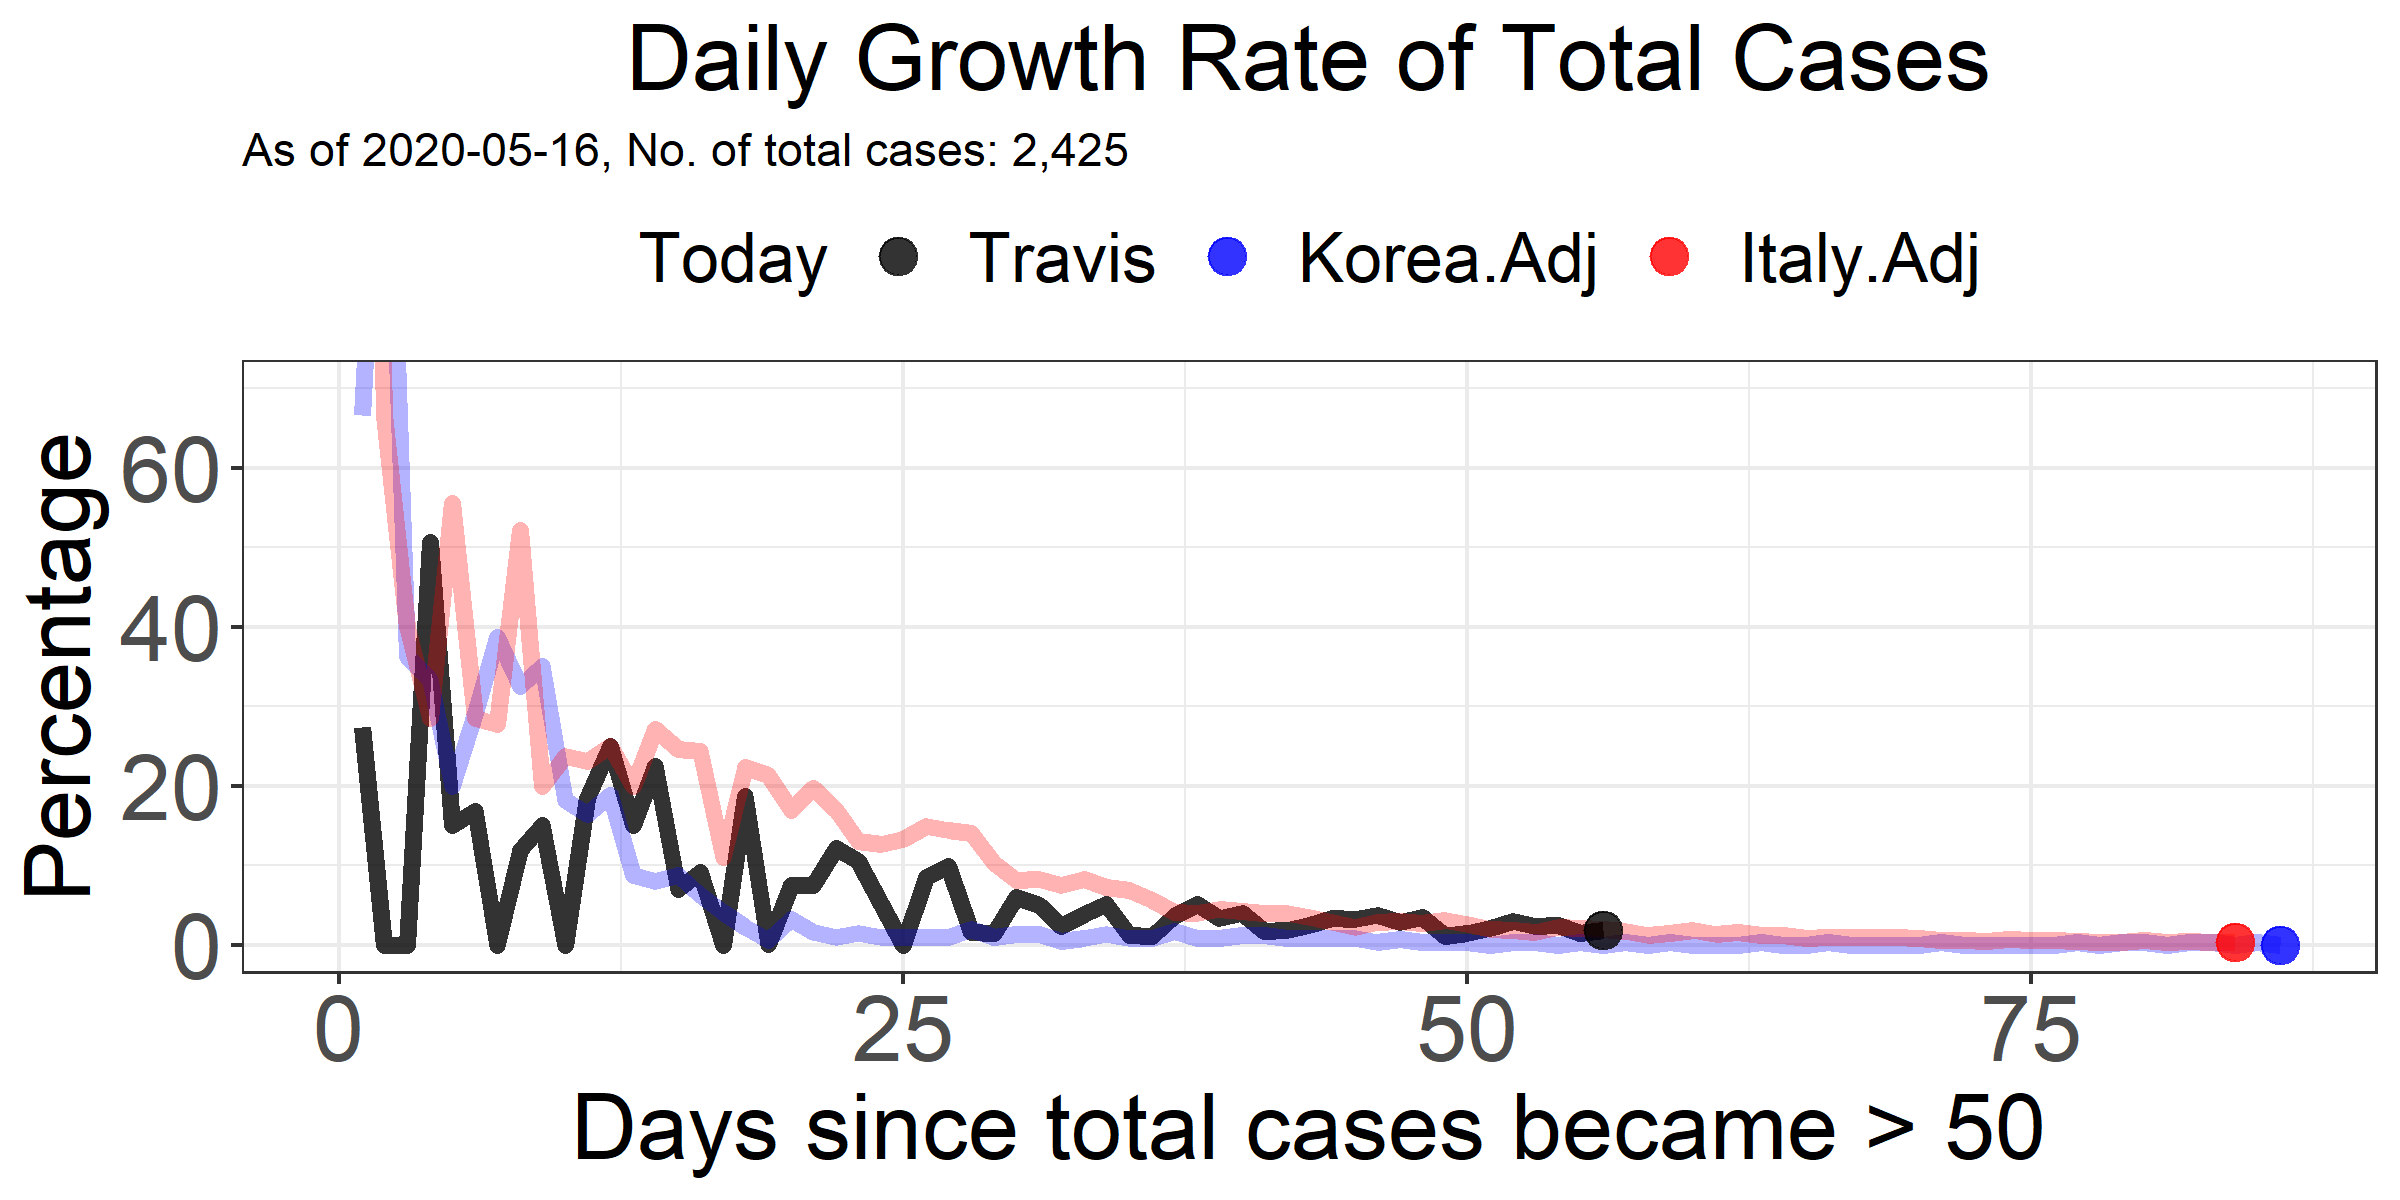 Daily Growth Rate of Total Cases
As of 2020-05-16, No. of total cases: 2,425
Today Travis Korea.Adj Italy.Adj
Percentage
60
40
20
0
0 25 50 75
Days since total cases became > 50